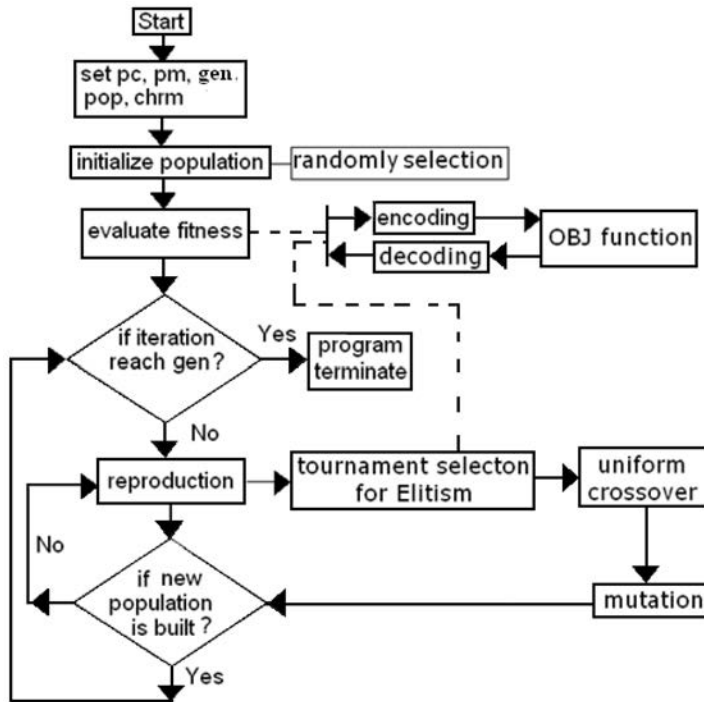 Start
set pc, pm, gen.
pop, chrm
initialize population
randomly selection
evaluate fitness
encoding
decoding
OBJ function
if iteration
reach gen?
Yes
program
terminate
No
reproduction
tournament selecton
for Elitism
uniform
crossover
No
if new
population
is built?
mutation
Yes